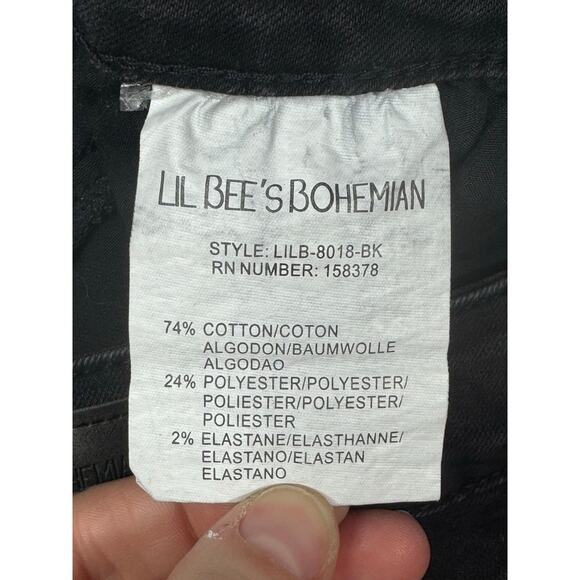 LIL BEE'S BOHEMIAN
STYLE: LILB-8018-BK
RN NUMBER: 158378
74% COTTON/COTON
ALGODON/BAUMWOLLE
ALGODAO
24% POLYESTER/POLYESTER/
POLIESTER/POLYESTER/
POLIESTER
2% ELASTANE/ELASTHANNE/
ELASTANO/ELASTAN
ELASTANO